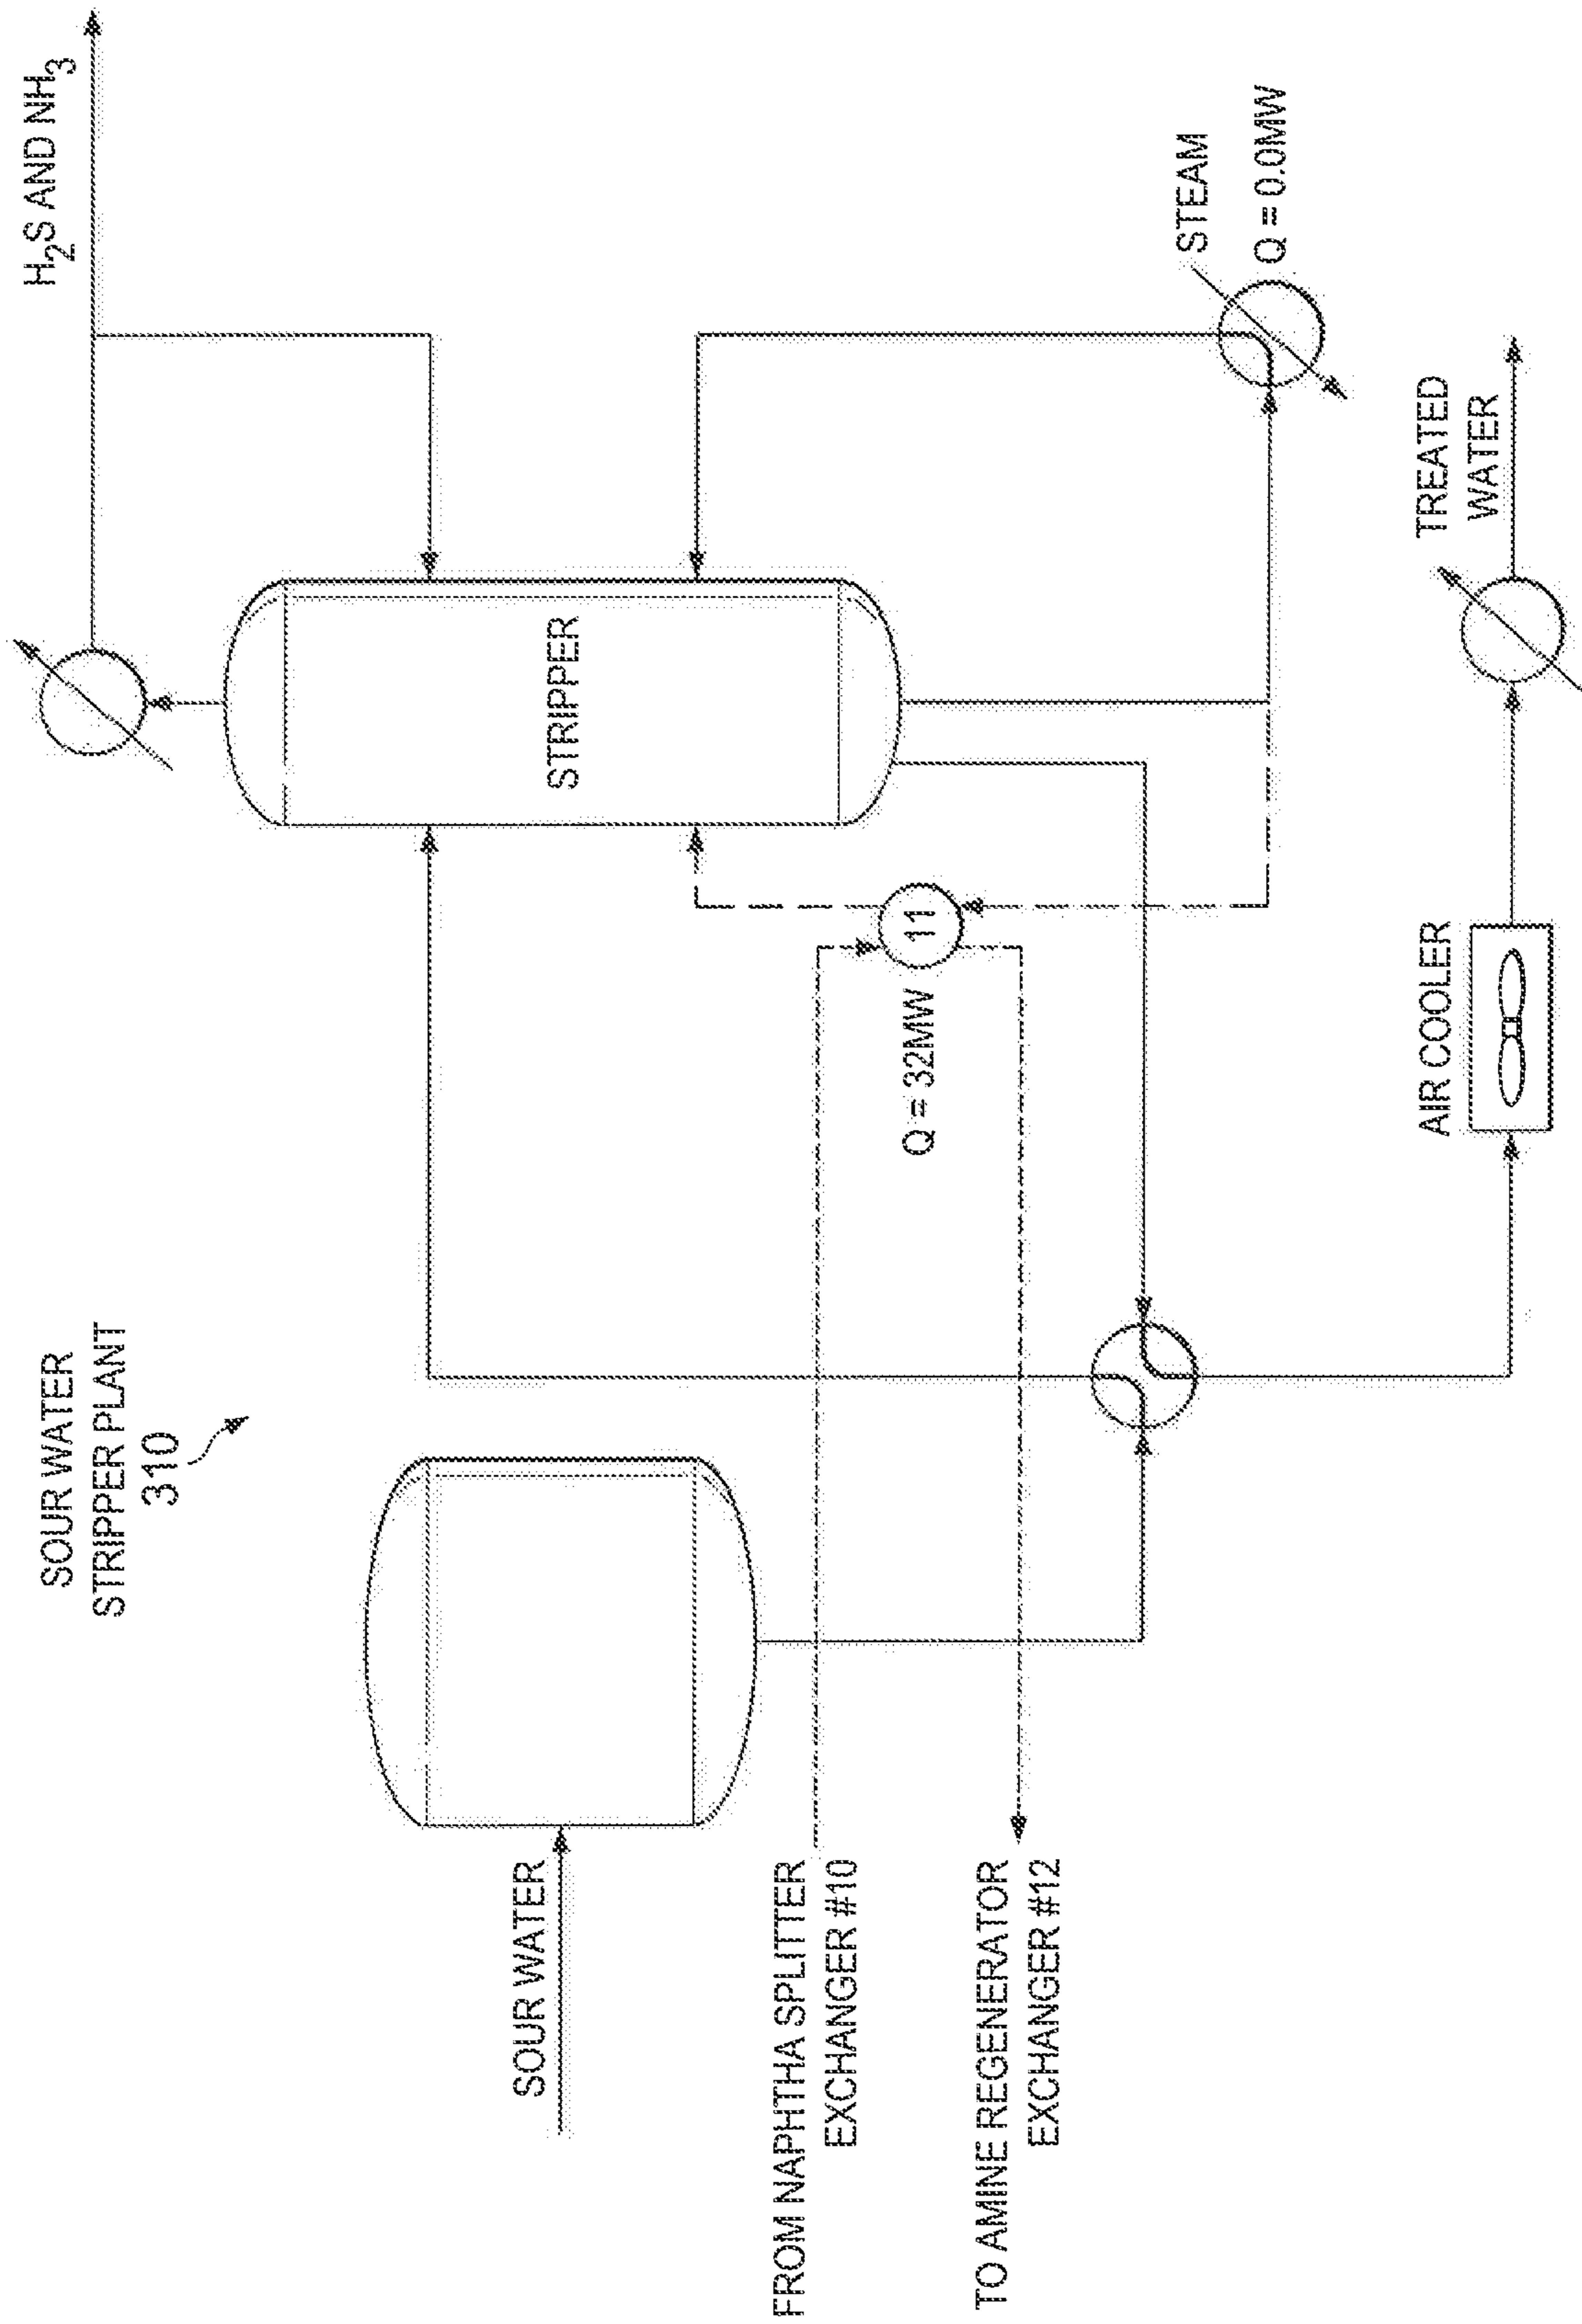 SOUR WATER
STRIPPER PLANT
310
H2S AND NH3
STRIPPER
SOUR WATER
FROM NAPHTHA SPLITTER
EXCHANGER #10
11
Q = 32MW
TO AMINE REGENERATOR
EXCHANGER #12
STEAM
Q = 0.0MW
AIR COOLER
TREATED
WATER